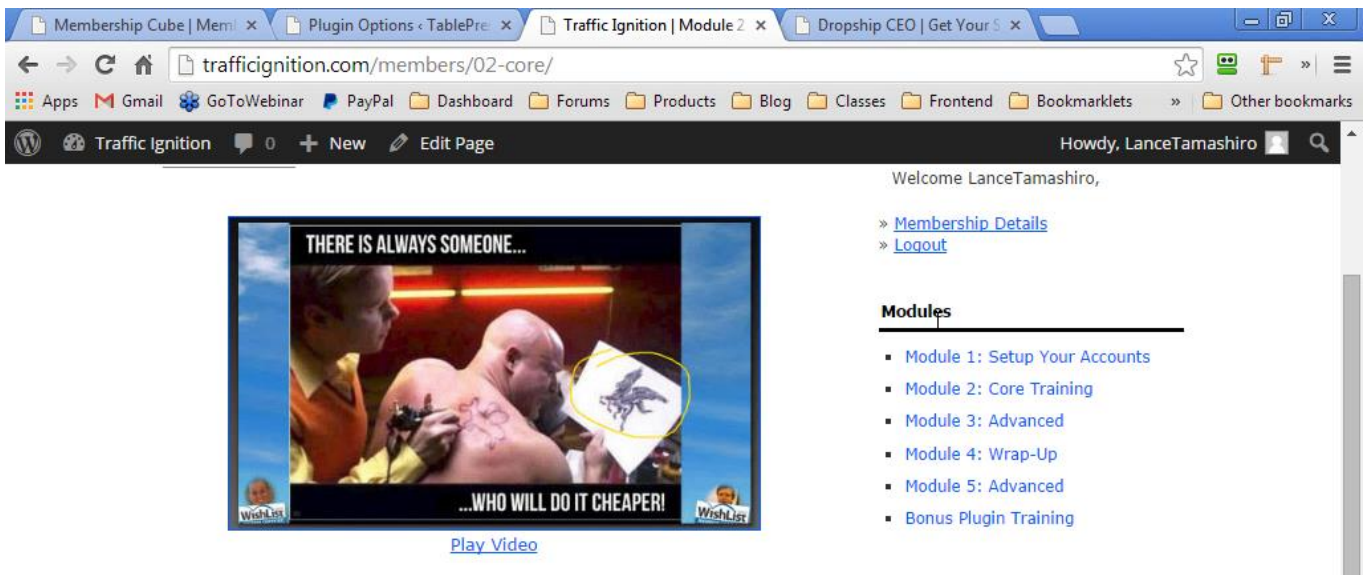 Membership Cube | Mem
Plugin Options ‹ TablePre
Traffic Ignition | Module 2
Dropship CEO | Get Your S
trafficignition.com/members/02-core/
Apps
Gmail
GoToWebinar
PayPal
Dashboard
Forums
Products
Blog
Classes
Frontend
Bookmarklets
»
Other bookmarks
Traffic Ignition
0
+ New
Edit Page
Howdy, LanceTamashiro
Welcome LanceTamashiro,
» Membership Details
» Logout
THERE IS ALWAYS SOMEONE...
...WHO WILL DO IT CHEAPER!
WishList
WishList
Play Video
Modules
Module 1: Setup Your Accounts
Module 2: Core Training
Module 3: Advanced
Module 4: Wrap-Up
Module 5: Advanced
Bonus Plugin Training